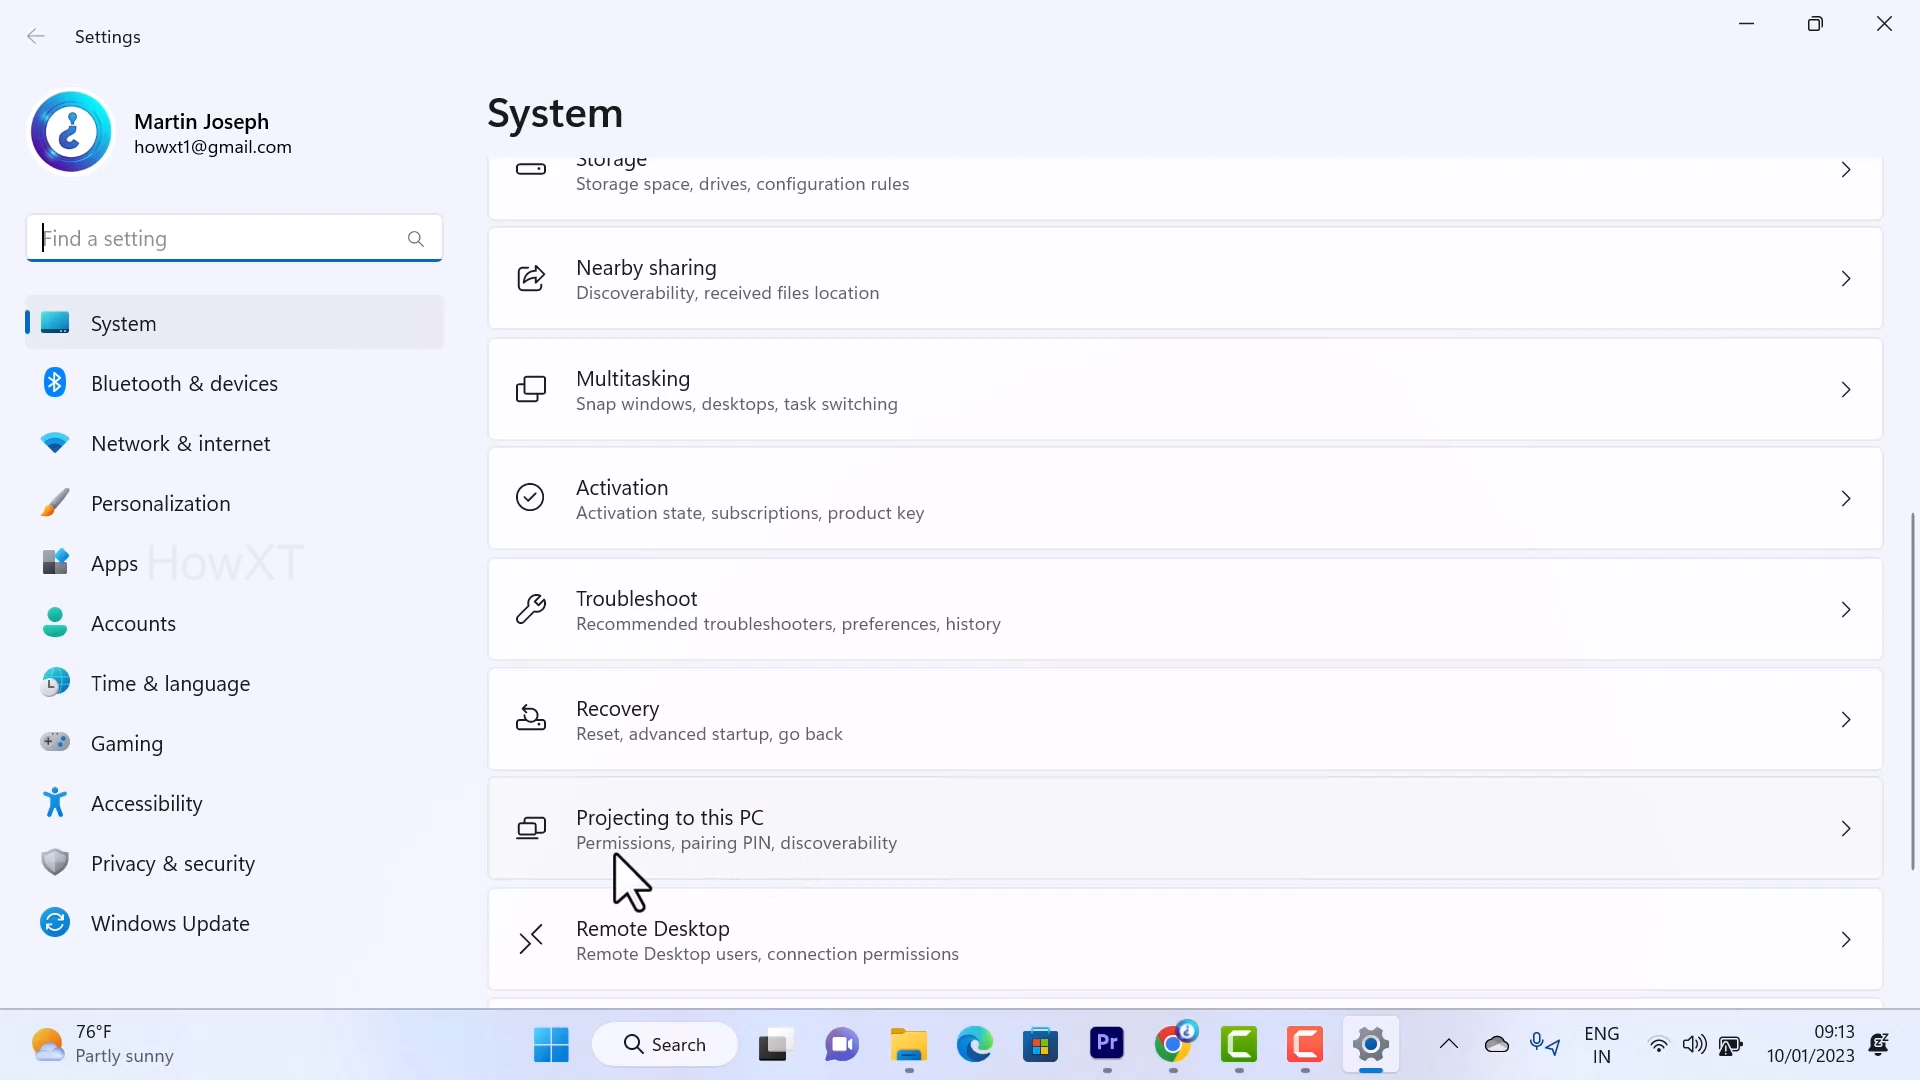 Settings
Martin Joseph
howxt1@gmail.com
Find a setting
System
Bluetooth & devices
Network & internet
Personalization
Apps
HowXT
Accounts
Time & language
Gaming
Accessibility
Privacy & security
Windows Update
System
Storage
Storage space, drives, configuration rules
Nearby sharing
Discoverability, received files location
Multitasking
Snap windows, desktops, task switching
Activation
Activation state, subscriptions, product key
Troubleshoot
Recommended troubleshooters, preferences, history
Recovery
Reset, advanced startup, go back
Projecting to this PC
Permissions, pairing PIN, discoverability
Remote Desktop
Remote Desktop users, connection permissions
76°F
Partly sunny
Search
Pr
ENG
IN
09:13
10/01/2023